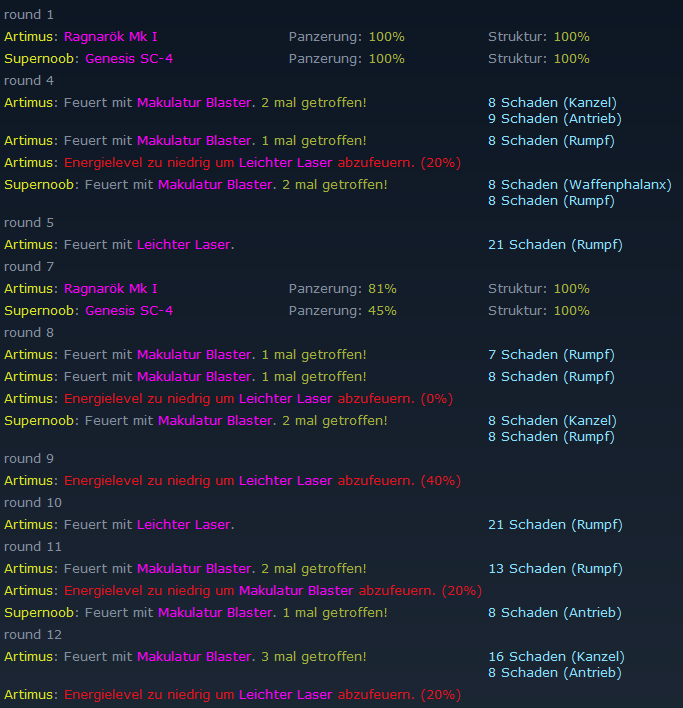 round 1
Artimus: Ragnarök Mk I Panzerung: 100% Struktur: 100%
Supernoob: Genesis SC-4 Panzerung: 100% Struktur: 100%
round 4
Artimus: Feuert mit Makulatur Blaster. 2 mal getroffen! 8 Schaden (Kanzel)
9 Schaden (Antrieb)
Artimus: Feuert mit Makulatur Blaster. 1 mal getroffen! 8 Schaden (Rumpf)
Artimus: Energielevel zu niedrig um Leichter Laser abzufeuern. (20%)
Supernoob: Feuert mit Makulatur Blaster. 2 mal getroffen! 8 Schaden (Waffenphalanx)
8 Schaden (Rumpf)
round 5
Artimus: Feuert mit Leichter Laser. 21 Schaden (Rumpf)
round 7
Artimus: Ragnarök Mk I Panzerung: 81% Struktur: 100%
Supernoob: Genesis SC-4 Panzerung: 45% Struktur: 100%
round 8
Artimus: Feuert mit Makulatur Blaster. 1 mal getroffen! 7 Schaden (Rumpf)
Artimus: Feuert mit Makulatur Blaster. 1 mal getroffen! 8 Schaden (Rumpf)
Artimus: Energielevel zu niedrig um Leichter Laser abzufeuern. (0%)
Supernoob: Feuert mit Makulatur Blaster. 2 mal getroffen! 8 Schaden (Kanzel)
8 Schaden (Rumpf)
round 9
Artimus: Energielevel zu niedrig um Leichter Laser abzufeuern. (40%)
round 10
Artimus: Feuert mit Leichter Laser. 21 Schaden (Rumpf)
round 11
Artimus: Feuert mit Makulatur Blaster. 2 mal getroffen! 13 Schaden (Rumpf)
Artimus: Energielevel zu niedrig um Makulatur Blaster abzufeuern. (20%)
Supernoob: Feuert mit Makulatur Blaster. 1 mal getroffen! 8 Schaden (Antrieb)
round 12
Artimus: Feuert mit Makulatur Blaster. 3 mal getroffen! 16 Schaden (Kanzel)
8 Schaden (Antrieb)
Artimus: Energielevel zu niedrig um Leichter Laser abzufeuern. (20%)